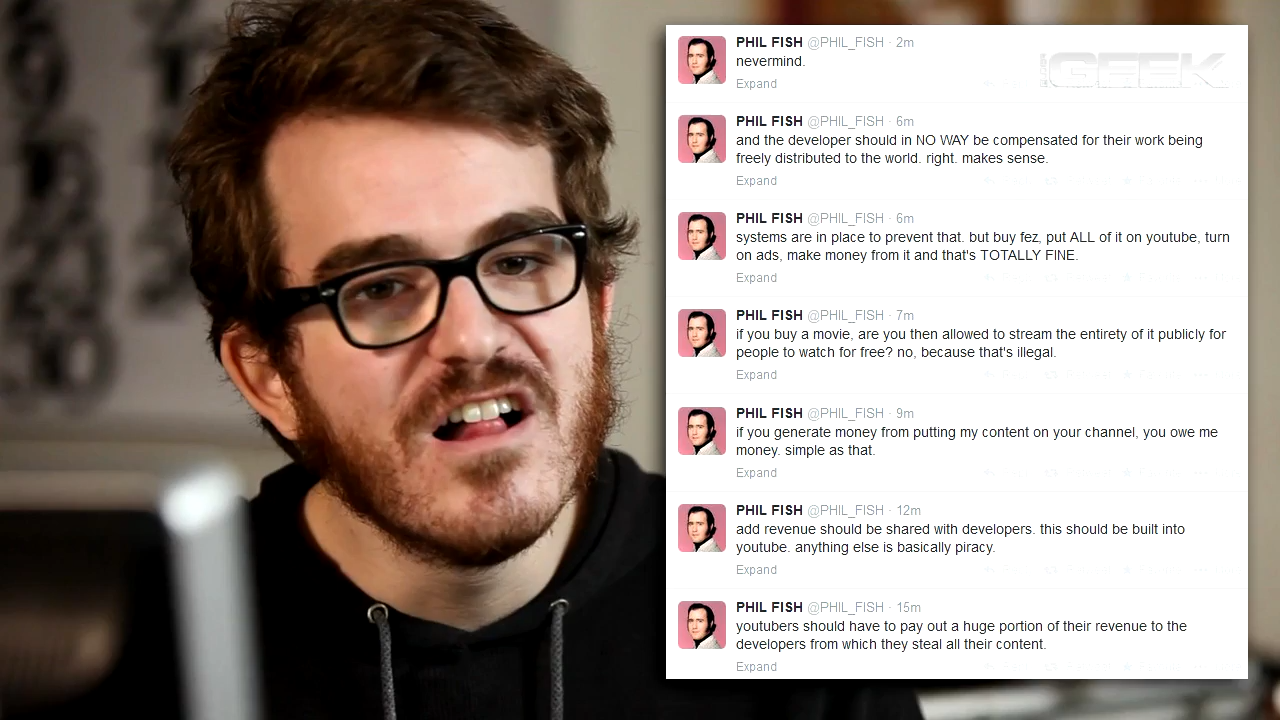 PHIL FISH @PHIL_FISH · 2m
nevermind.
Expand
GEEK
PHIL FISH @PHIL_FISH · 6m
and the developer should in NO WAY be compensated for their work being
freely distributed to the world. right. makes sense.
Expand
PHIL FISH @PHIL_FISH · 6m
systems are in place to prevent that. but buy fez, put ALL of it on youtube, turn
on ads, make money from it and that's TOTALLY FINE.
Expand
PHIL FISH @PHIL_FISH · 7m
if you buy a movie, are you then allowed to stream the entirety of it publicly for
people to watch for free? no, because that's illegal.
Expand
PHIL FISH @PHIL_FISH · 9m
if you generate money from putting my content on your channel, you owe me
money. simple as that.
Expand
PHIL FISH @PHIL_FISH · 12m
add revenue should be shared with developers. this should be built into
youtube. anything else is basically piracy.
Expand
PHIL FISH @PHIL_FISH · 15m
youtubers should have to pay out a huge portion of their revenue to the
developers from which they steal all their content.
Expand